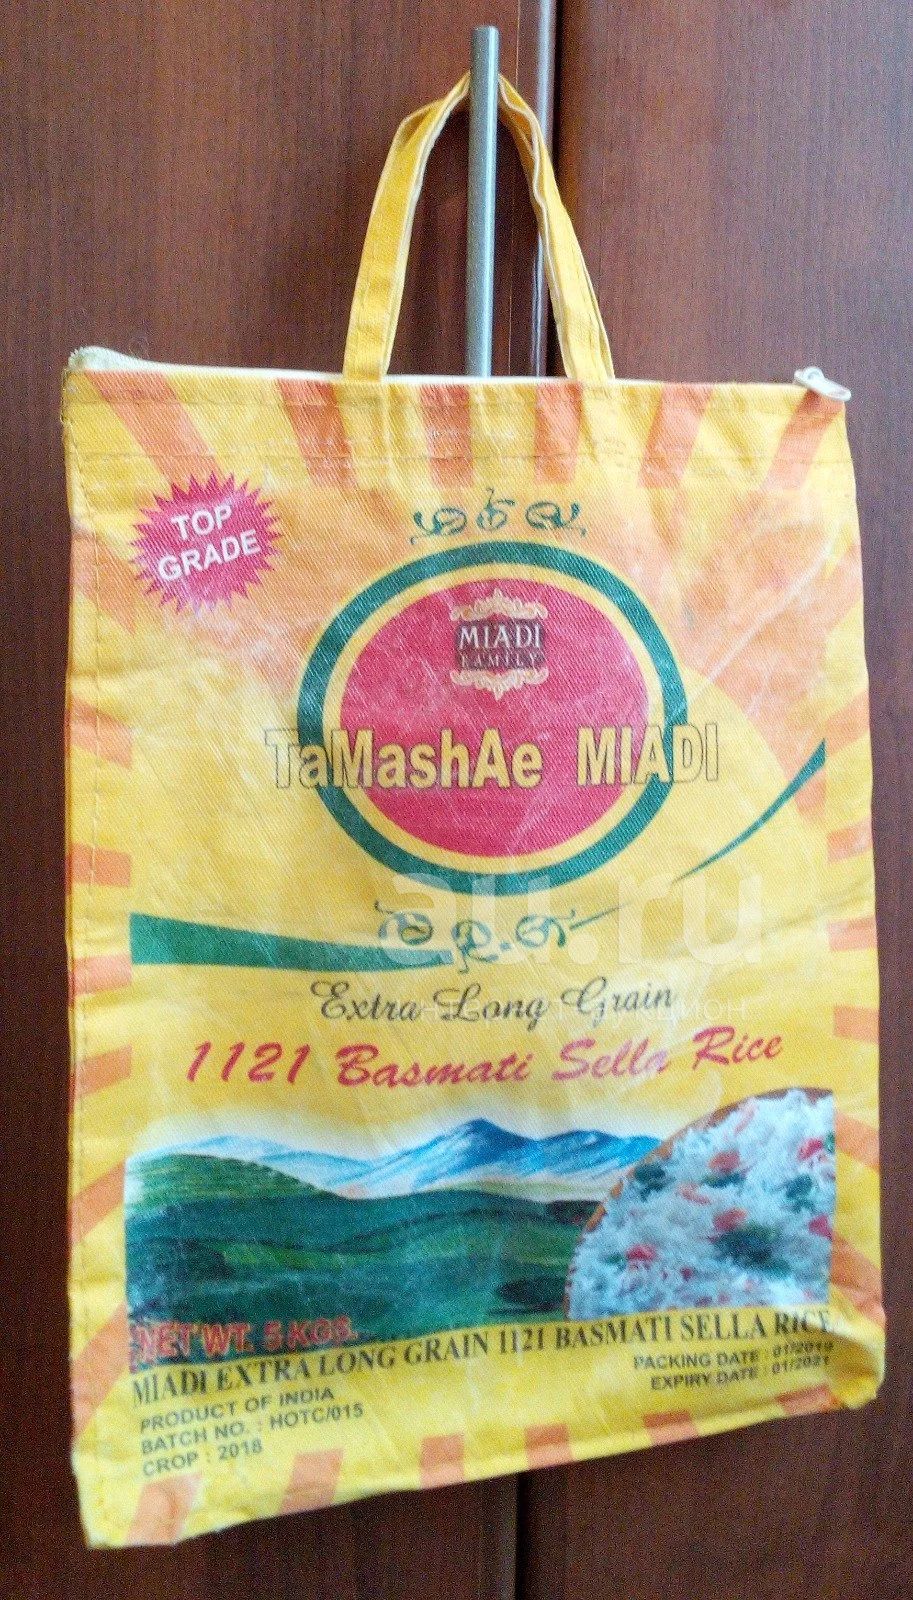 TOP
GRADE
MIADI
FAMILY
TaMashAe MIADI
au.ru
Extra Long Grain
1121 Basmati Sella Rice
NET WT. 5 KGS.
MIADI EXTRA LONG GRAIN 1121 BASMATI SELLA RICE
PRODUCT OF INDIA
BATCH NO. : HOTC/015
CROP : 2018
PACKING DATE : 01/2019
EXPIRY DATE : 01/2021